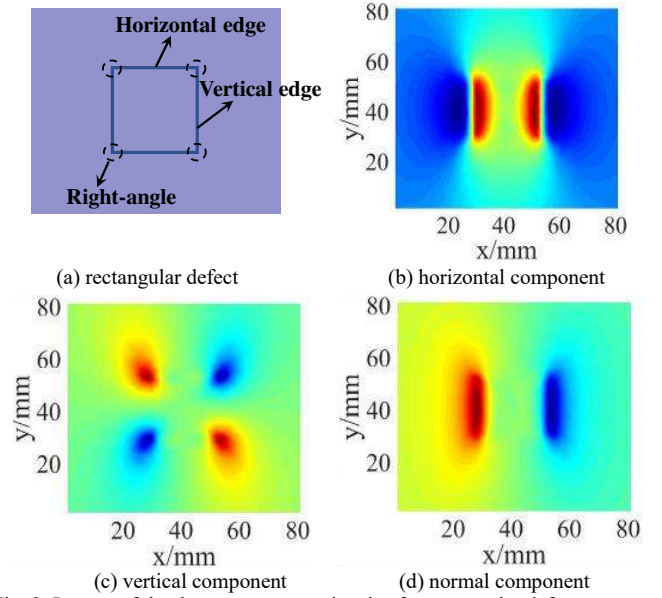 Horizontal edge
Vertical edge
Right-angle
(a) rectangular defect
80
60
40
20
y/mm
20 40 60 80
x/mm
(b) horizontal component
80
60
40
20
y/mm
20 40 60 80
x/mm
(c) vertical component
80
60
40
20
y/mm
20 40 60 80
x/mm
(d) normal component